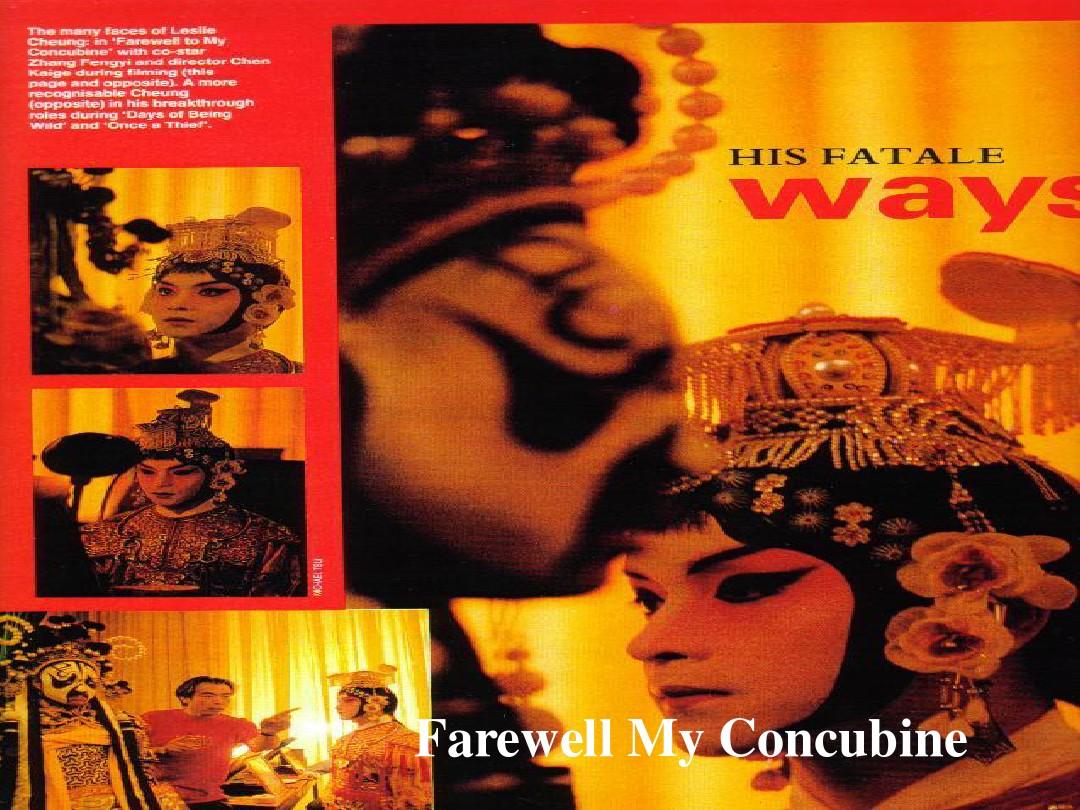 The many faces of Leslie
Cheung: in 'Farewell to My
Concubine' with co-star
Zhang Fengyi and director Chen
Kaige during filming (this
page and opposite). A more
recognisable Cheung
(opposite) in his breakthrough
roles during 'Days of Being
Wild' and 'Once a Thief'.
HIS FATALE
ways
MICHAEL TSUI
Farewell My Concubine